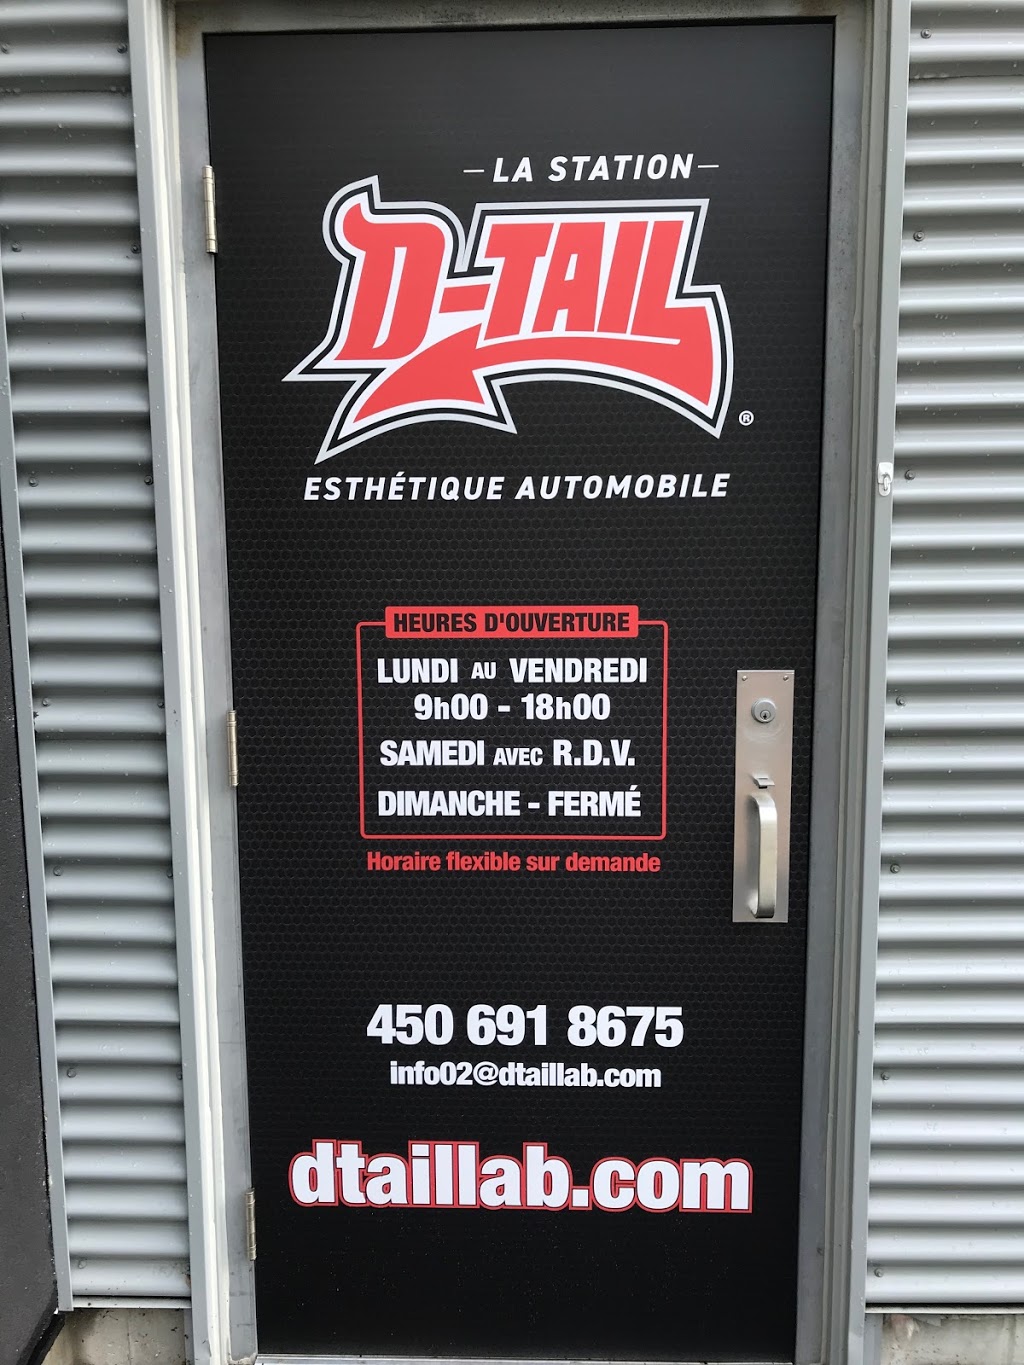 LA STATION
D-TAIL
®
ESTHÉTIQUE AUTOMOBILE
HEURES D'OUVERTURE
LUNDI AU VENDREDI
9h00 - 18h00
SAMEDI AVEC R.D.V.
DIMANCHE - FERMÉ
Horaire flexible sur demande
450 691 8675
info02@dtaillab.com
dtaillab.com